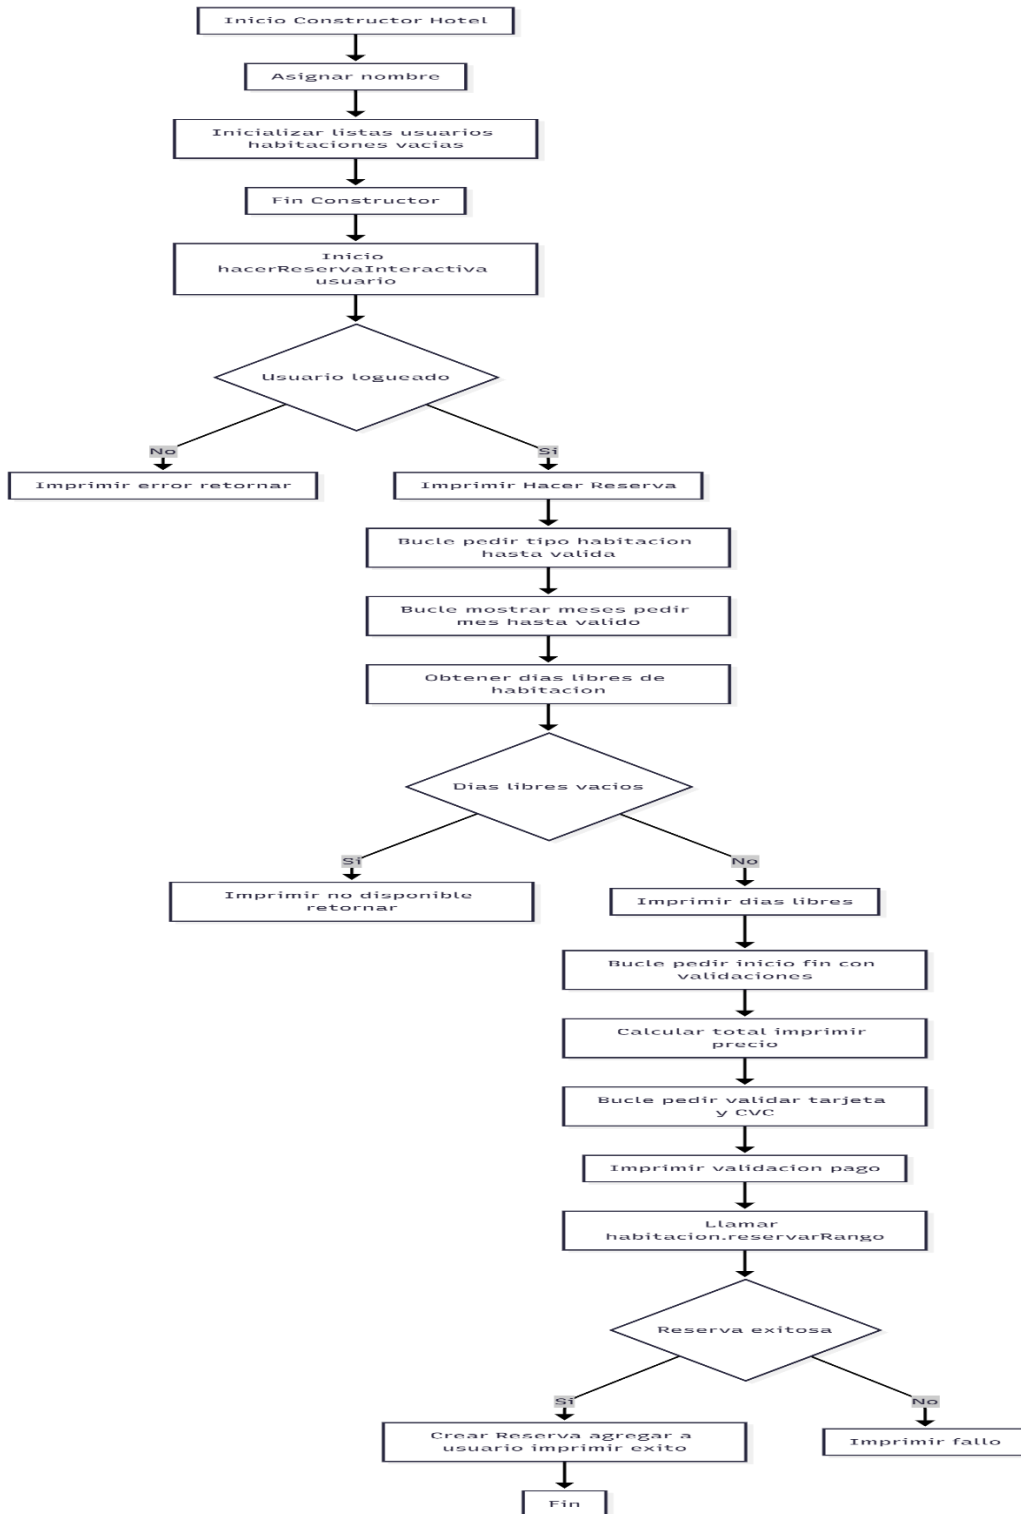 Inicio Constructor Hotel
Asignar nombre
Inicializar listas usuarios
habitaciones vacias
Fin Constructor
Inicio
hacerReservaInteractiva
usuario
Usuario logueado
No
Si
Imprimir error retornar
Imprimir Hacer Reserva
Bucle pedir tipo habitacion
hasta valida
Bucle mostrar meses pedir
mes hasta valido
Obtener dias libres de
habitacion
Dias libres vacios
Si
No
Imprimir no disponible
retornar
Imprimir dias libres
Bucle pedir inicio fin con
validaciones
Calcular total imprimir
precio
Bucle pedir validar tarjeta
y CVC
Imprimir validacion pago
Llamar
habitacion.reservarRango
Reserva exitosa
Si
No
Crear Reserva agregar a
usuario imprimir exito
Imprimir fallo
Fin